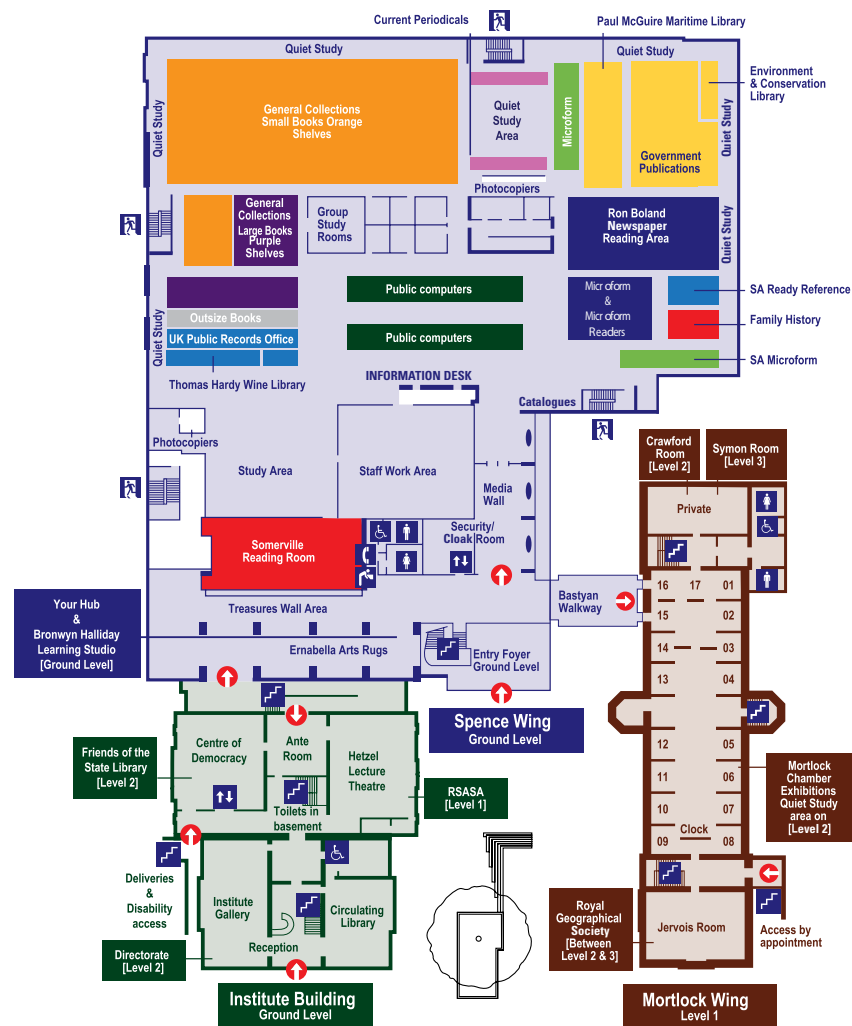 Current Periodicals
Paul McGuire Maritime Library
Quiet Study
Quiet Study
Environment
& Conservation
Library
Quiet Study
General Collections
Small Books Orange
Shelves
Quiet
Study
Area
Microform
Government
Publications
Quiet Study
Photocopiers
General
Collections
Large Books
Purple
Shelves
Group
Study
Rooms
Ron Boland
Newspaper
Reading Area
Quiet Study
Public computers
Microform
&
Microform
Readers
SA Ready Reference
Outsize Books
Family History
Quiet Study
UK Public Records Office
Public computers
SA Microform
Thomas Hardy Wine Library
INFORMATION DESK
Catalogues
Photocopiers
Study Area
Staff Work Area
Media
Wall
Crawford
Room
[Level 2]
Symon Room
[Level 3]
Private
Somerville
Reading Room
Security/
Cloak Room
Bastyan
Walkway
16
17
01
15
02
14
03
13
04
12
05
11
06
10
07
Clock
09
08
Your Hub
&
Bronwyn Halliday
Learning Studio
[Ground Level]
Treasures Wall Area
Ernabella Arts Rugs
Entry Foyer
Ground Level
Spence Wing
Ground Level
Friends of the
State Library
[Level 2]
Centre of
Democracy
Ante
Room
Hetzel
Lecture
Theatre
RSASA
[Level 1]
Toilets in
basement
Mortlock
Chamber
Exhibitions
Quiet Study
area on
[Level 2]
Deliveries
&
Disability
access
Institute
Gallery
Circulating
Library
Reception
Directorate
[Level 2]
Royal
Geographical
Society
[Between
Level 2 & 3]
Jervois Room
Access by
appointment
Institute Building
Ground Level
Mortlock Wing
Level 1